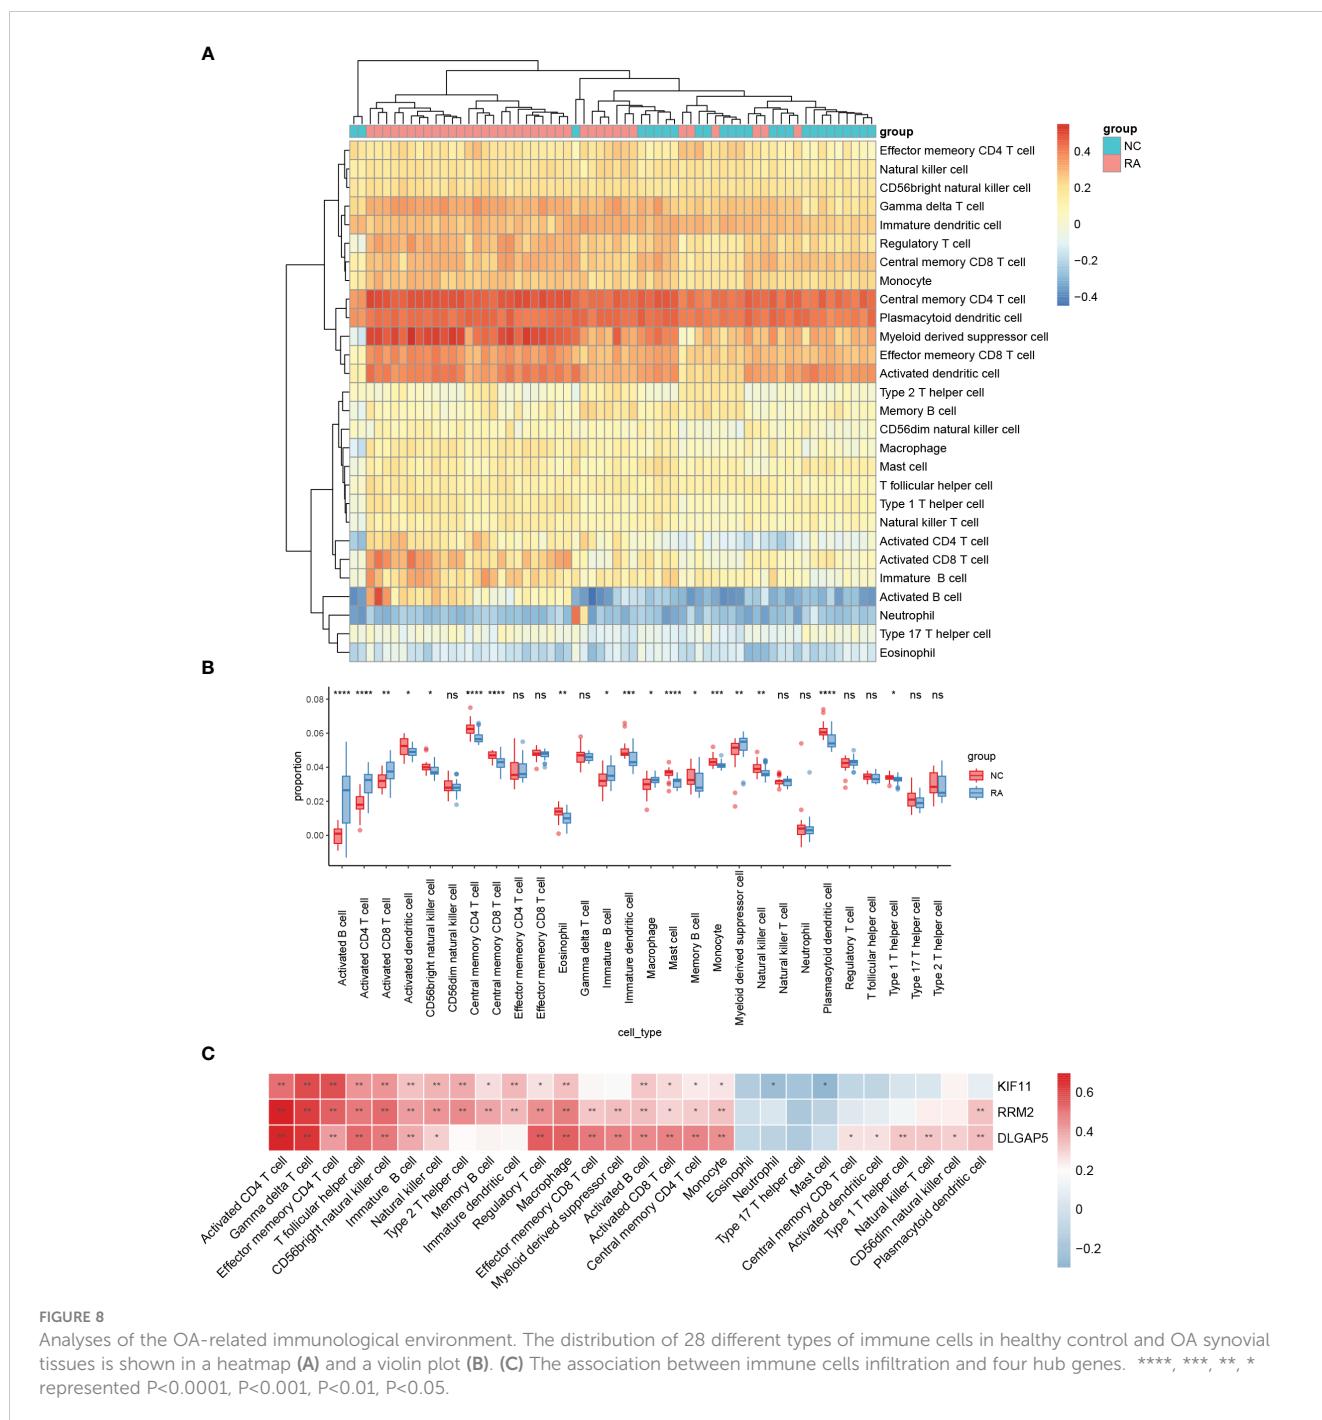 A
group
Effector memeory CD4 T cell
Natural killer cell
CD56bright natural killer cell
Gamma delta T cell
Immature dendritic cell
Regulatory T cell
Central memory CD8 T cell
Monocyte
Central memory CD4 T cell
Plasmacytoid dendritic cell
Myeloid derived suppressor cell
Effector memeory CD8 T cell
Activated dendritic cell
Type 2 T helper cell
Memory B cell
CD56dim natural killer cell
Macrophage
Mast cell
T follicular helper cell
Type 1 T helper cell
Natural killer T cell
Activated CD4 T cell
Activated CD8 T cell
Immature  B cell
Activated B cell
Neutrophil
Type 17 T helper cell
Eosinophil
0.4
0.2
0
−0.2
−0.4
group
NC
RA
B
**** **** ** * * ns **** **** ns ns ** ns * *** * **** * *** ** ** ns ns **** ns ns * ns ns
0.08
0.06
0.04
0.02
0.00
proportion
group
NC
RA
Activated B cell
Activated CD4 T cell
Activated CD8 T cell
Activated dendritic cell
CD56bright natural killer cell
CD56dim natural killer cell
Central memory CD4 T cell
Central memory CD8 T cell
Effector memeory CD4 T cell
Effector memeory CD8 T cell
Eosinophil
Gamma delta T cell
Immature  B cell
Immature dendritic cell
Macrophage
Mast cell
Memory B cell
Monocyte
Myeloid derived suppressor cell
Natural killer cell
Natural killer T cell
Neutrophil
Plasmacytoid dendritic cell
Regulatory T cell
T follicular helper cell
Type 1 T helper cell
Type 17 T helper cell
Type 2 T helper cell
cell_type
C
** ** ** ** ** ** ** ** * ** * ** ** * * * * * KIF11
** ** ** ** ** ** ** ** ** ** ** ** ** ** ** * * ** ** RRM2
** ** ** ** ** ** * ** ** ** ** ** ** ** ** * * ** ** * ** DLGAP5
Activated CD4 T cell
Gamma delta T cell
Effector memeory CD4 T cell
T follicular helper cell
CD56bright natural killer cell
Immature  B cell
Natural killer cell
Type 2 T helper cell
Memory B cell
Immature dendritic cell
Regulatory T cell
Macrophage
Effector memeory CD8 T cell
Myeloid derived suppressor cell
Activated B cell
Activated CD8 T cell
Central memory CD4 T cell
Monocyte
Eosinophil
Neutrophil
Type 17 T helper cell
Mast cell
Central memory CD8 T cell
Activated dendritic cell
Type 1 T helper cell
Natural killer T cell
CD56dim natural killer cell
Plasmacytoid dendritic cell
0.6
0.4
0.2
0
−0.2
FIGURE 8
Analyses of the OA-related immunological environment. The distribution of 28 different types of immune cells in healthy control and OA synovial
tissues is shown in a heatmap (A) and a violin plot (B). (C) The association between immune cells infiltration and four hub genes. ****, ***, **, *
represented P<0.0001, P<0.001, P<0.01, P<0.05.